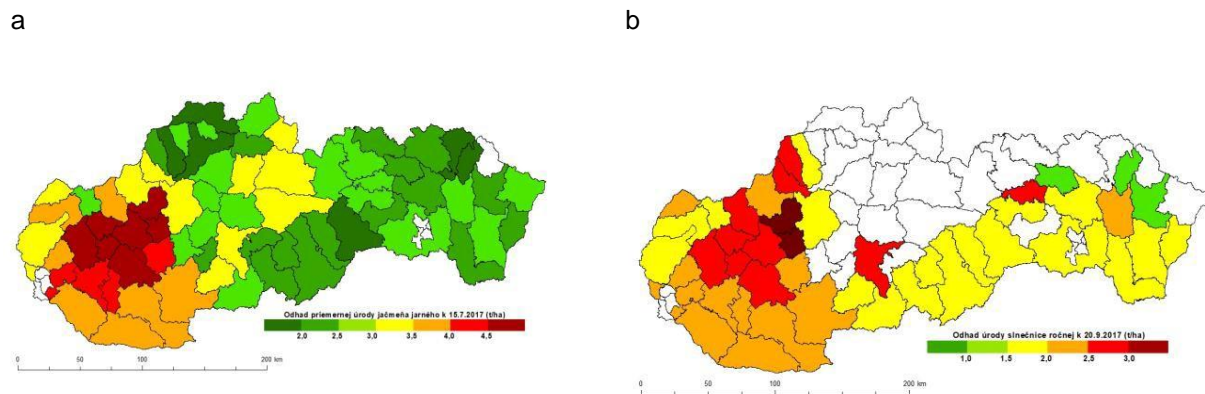 a
b
Odhad priemernej úrody jačmeňa jarného k 15.7.2017 (t/ha)
2,0 2,5 3,0 3,5 4,0 4,5
0 50 100 200 km
Odhad úrody slnečnice ročnej k 20.9.2017 (t/ha)
1,0 1,5 2,0 2,5 3,0
0 50 100 200 km